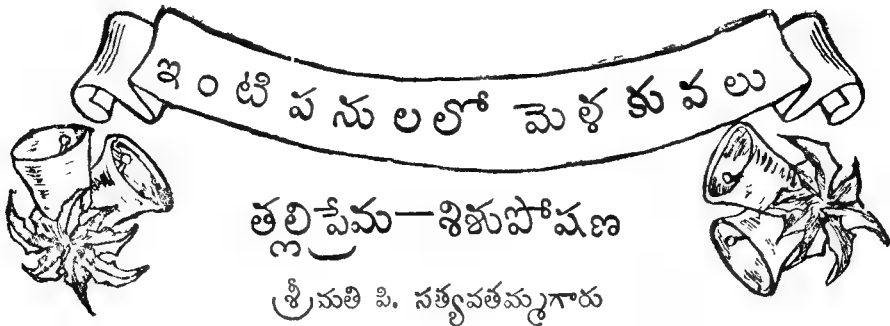 ఇంటిపనులలో మెళకువలు
తల్లిప్రేమ—శిశుపోషణ
శ్రీమతి పి. సత్యవతమ్మగారు